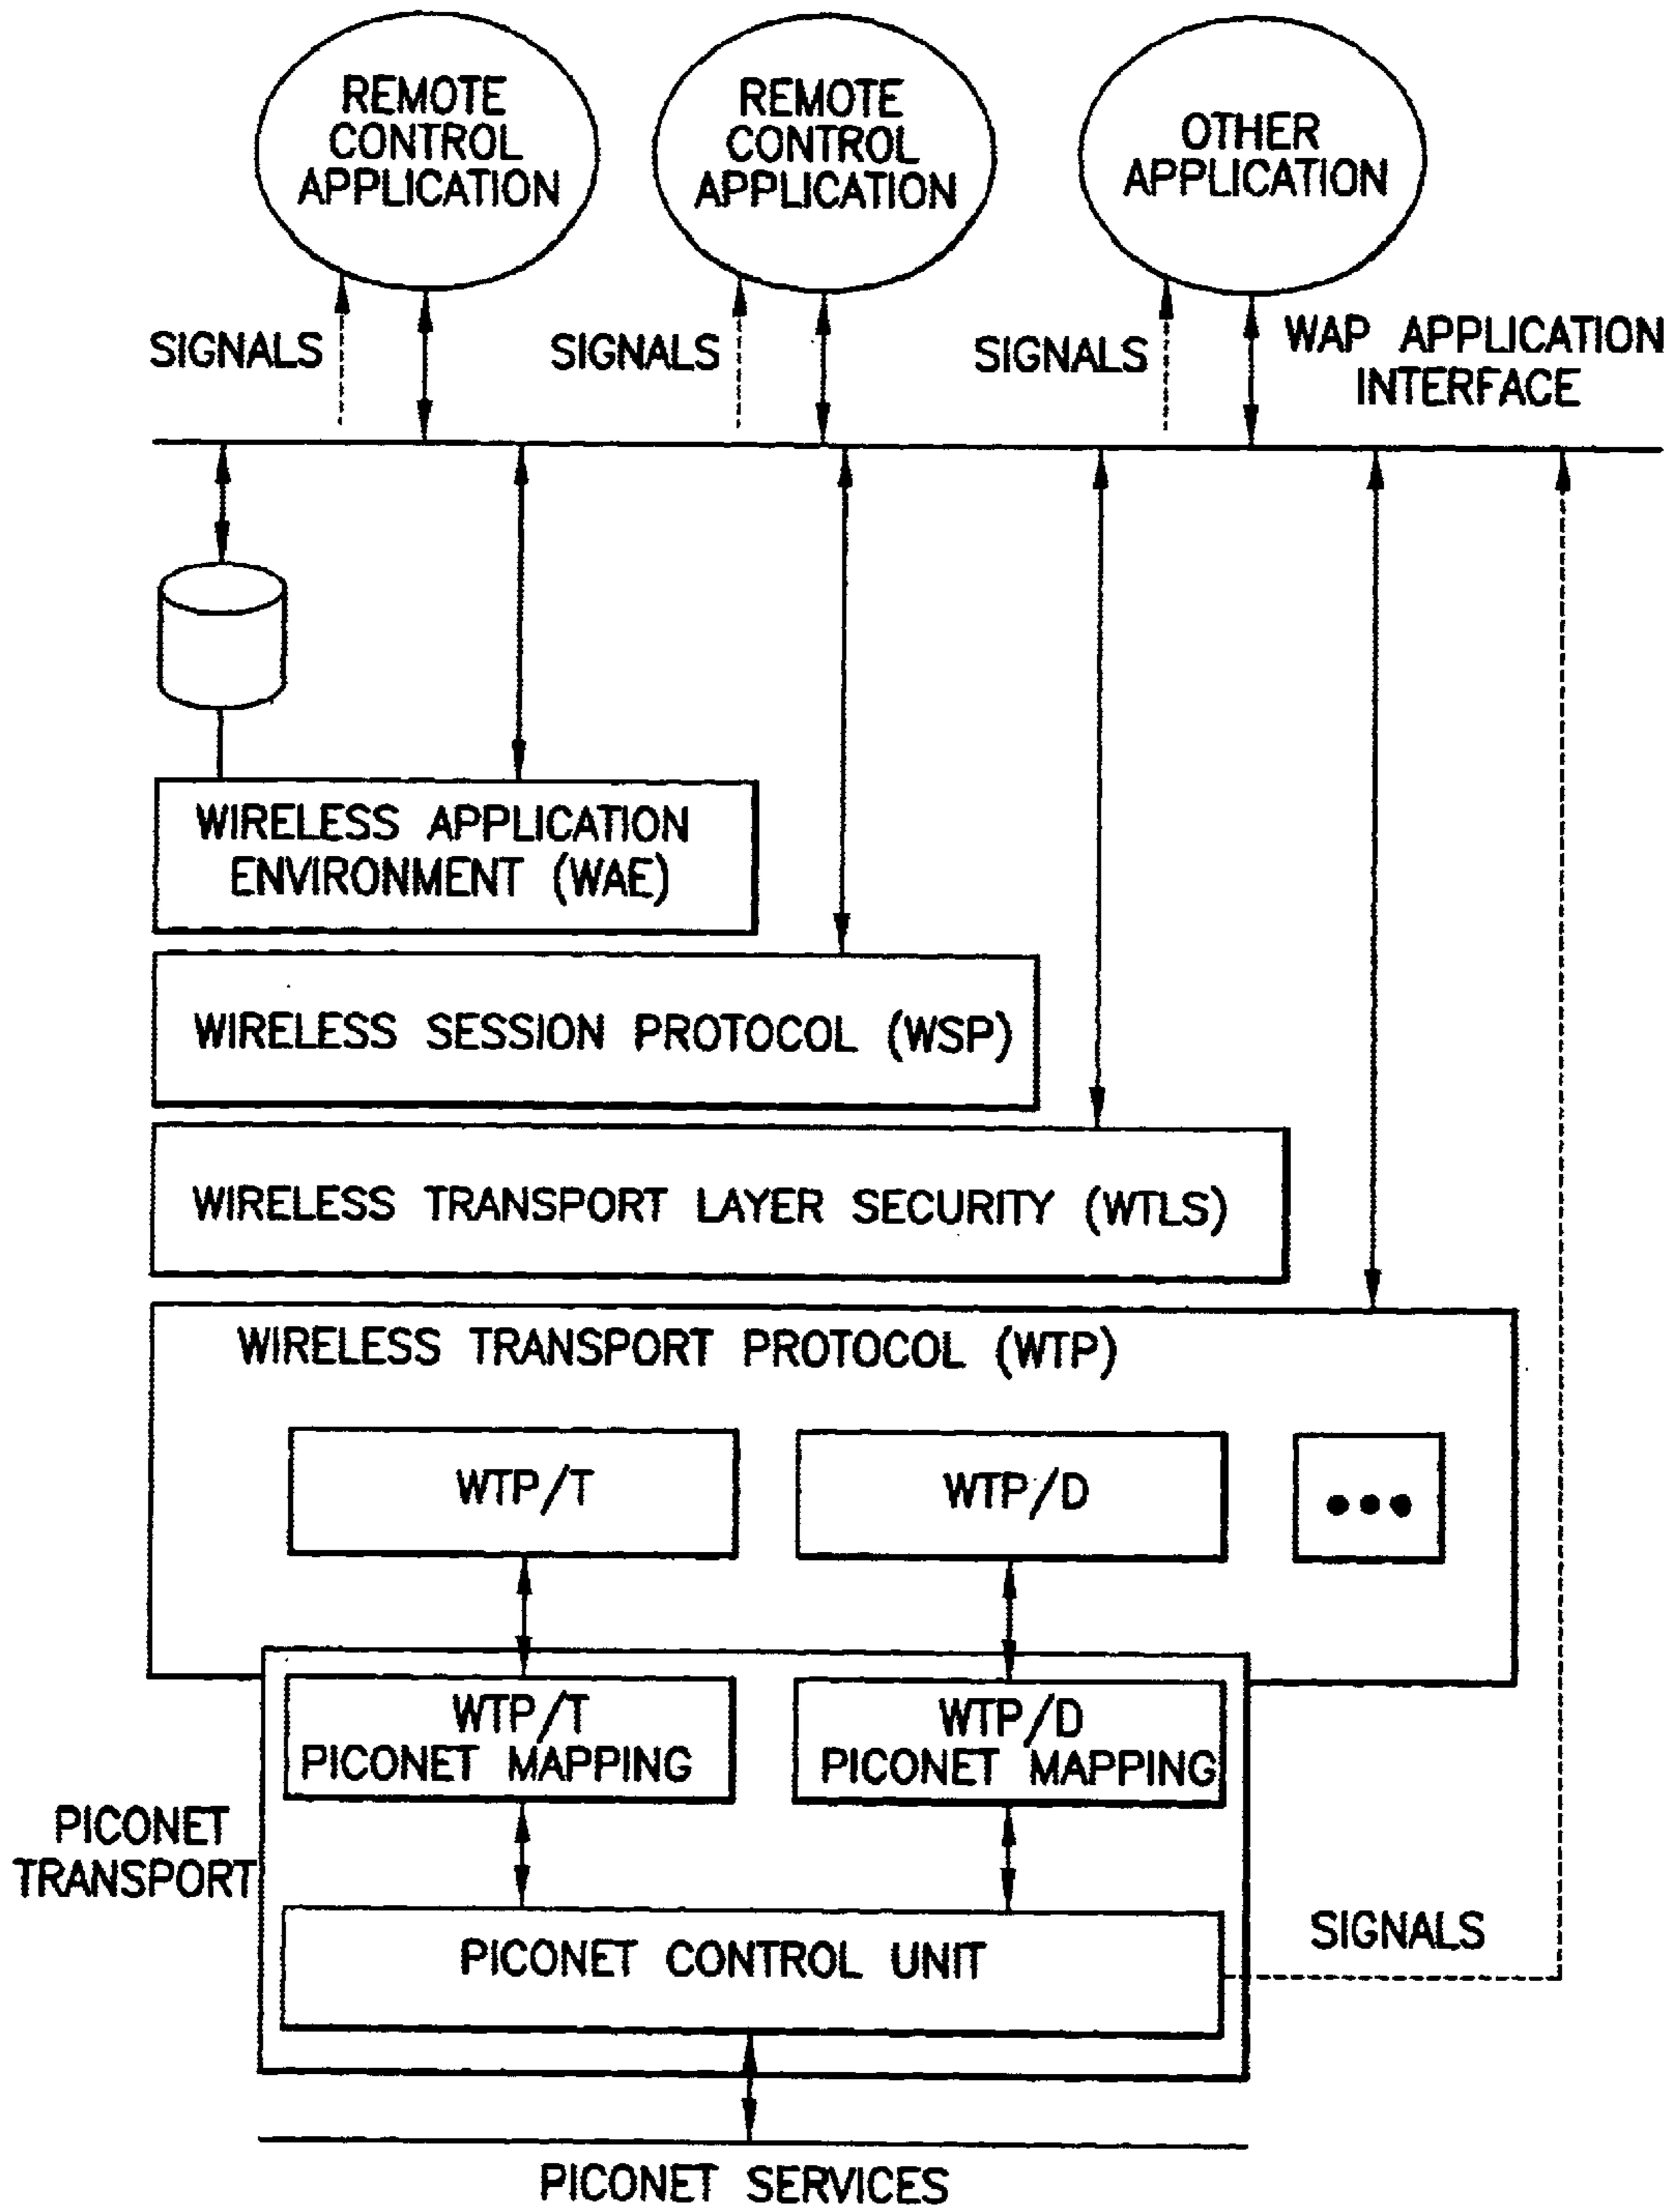 REMOTE
CONTROL
APPLICATION
REMOTE
CONTROL
APPLICATION
OTHER
APPLICATION
SIGNALS
SIGNALS
SIGNALS
WAP APPLICATION
INTERFACE
WIRELESS APPLICATION
ENVIRONMENT (WAE)
WIRELESS SESSION PROTOCOL (WSP)
WIRELESS TRANSPORT LAYER SECURITY (WTLS)
WIRELESS TRANSPORT PROTOCOL (WTP)
WTP/T
WTP/D
•••
WTP/T
PICONET MAPPING
WTP/D
PICONET MAPPING
PICONET
TRANSPORT
PICONET CONTROL UNIT
SIGNALS
PICONET SERVICES